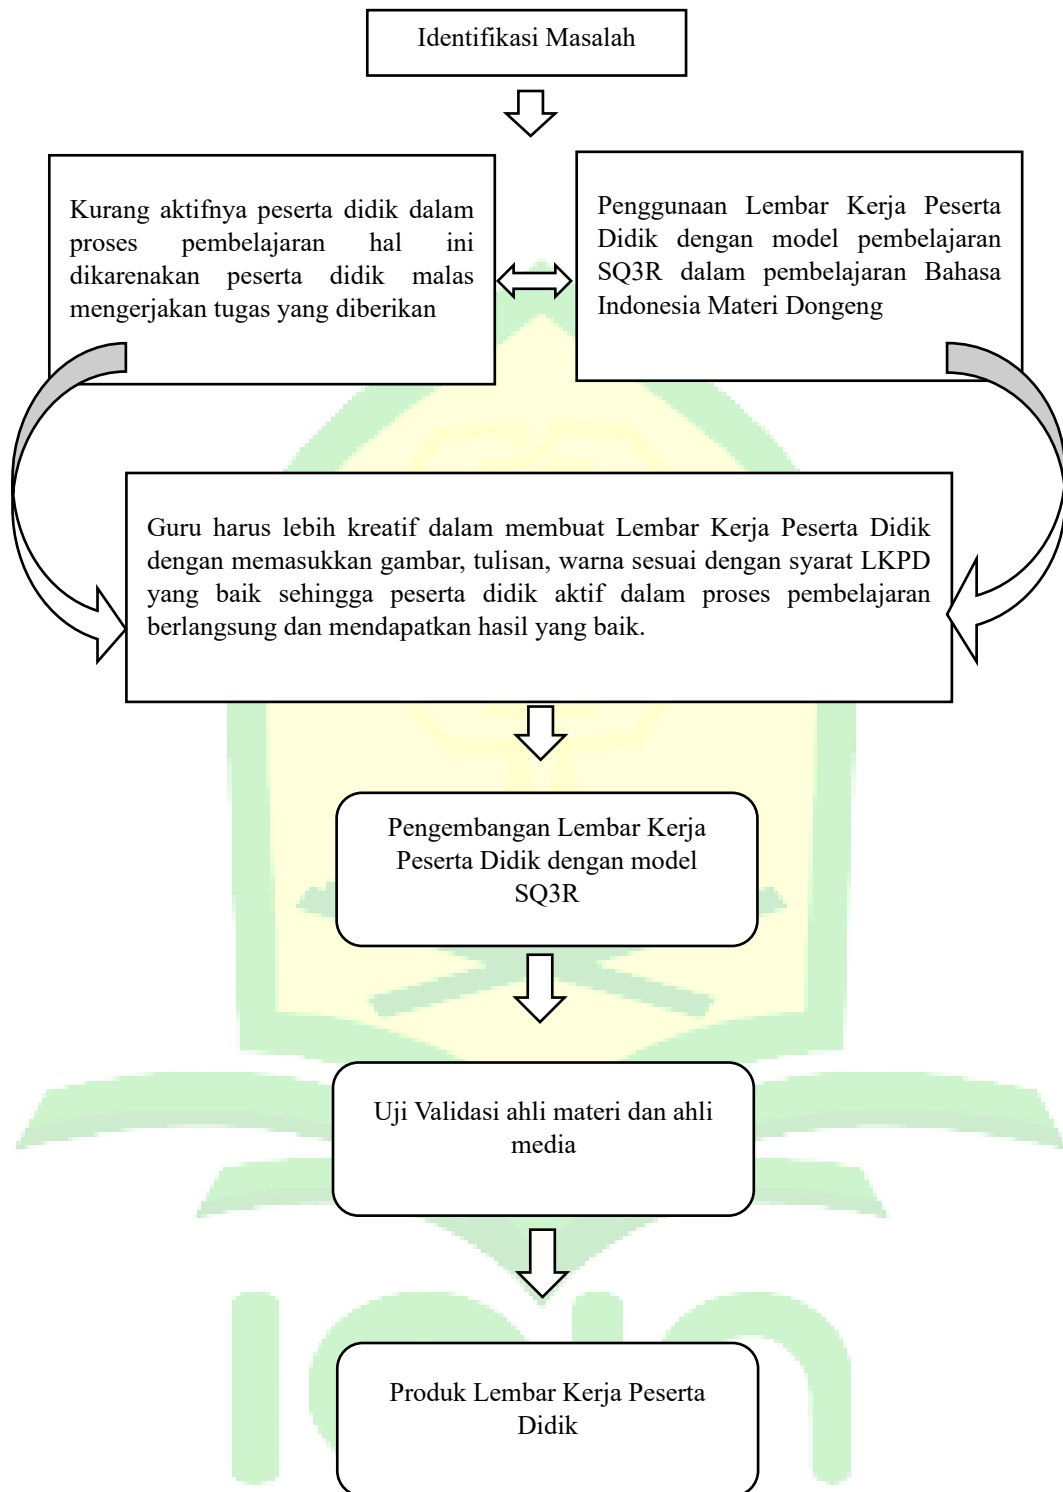 Identifikasi Masalah
Kurang aktifnya peserta didik dalam
proses pembelajaran hal ini
dikarenakan peserta didik malas
mengerjakan tugas yang diberikan
Penggunaan Lembar Kerja Peserta
Didik dengan model pembelajaran
SQ3R dalam pembelajaran Bahasa
Indonesia Materi Dongeng
Guru harus lebih kreatif dalam membuat Lembar Kerja Peserta Didik
dengan memasukkan gambar, tulisan, warna sesuai dengan syarat LKPD
yang baik sehingga peserta didik aktif dalam proses pembelajaran
berlangsung dan mendapatkan hasil yang baik.
Pengembangan Lembar Kerja
Peserta Didik dengan model
SQ3R
Uji Validasi ahli materi dan ahli
media
Produk Lembar Kerja Peserta
Didik